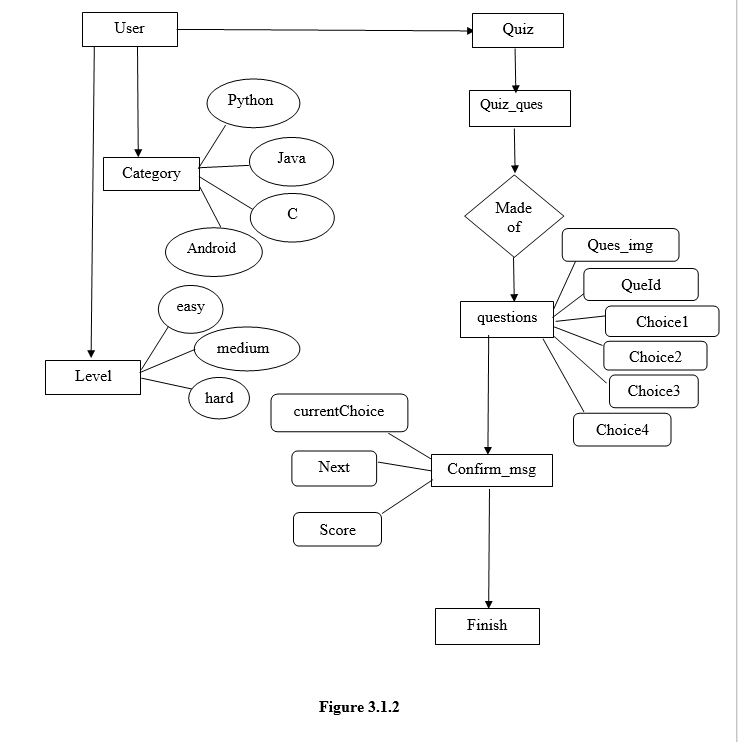 User
Quiz
Python
Quiz_ques
Java
Category
C
Made
of
Android
Ques_img
QueId
easy
questions
Choice1
medium
Choice2
Level
hard
Choice3
currentChoice
Choice4
Next
Confirm_msg
Score
Finish
Figure 3.1.2